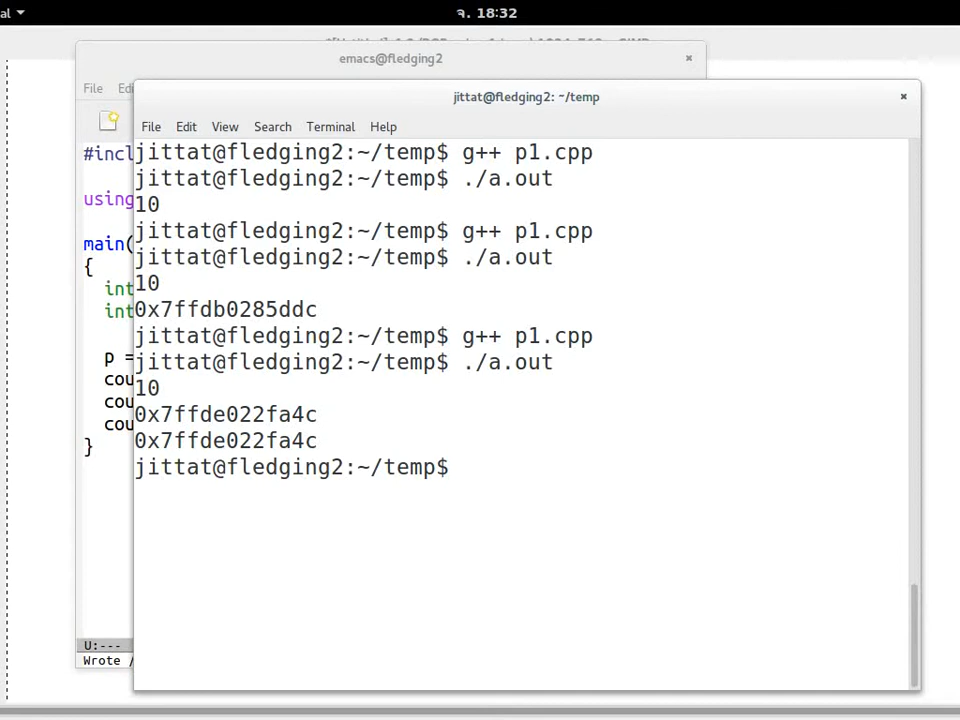 al
จ. 18:32
emacs@fledging2
File
jittat@fledging2: ~/temp
File Edit View Search Terminal Help
#incl
using
main(
{
int
int
p =
cou
cou
cou
}
jittat@fledging2:~/temp$ g++ p1.cpp
jittat@fledging2:~/temp$ ./a.out
10
jittat@fledging2:~/temp$ g++ p1.cpp
jittat@fledging2:~/temp$ ./a.out
10
0x7ffdb0285ddc
jittat@fledging2:~/temp$ g++ p1.cpp
jittat@fledging2:~/temp$ ./a.out
10
0x7ffde022fa4c
0x7ffde022fa4c
jittat@fledging2:~/temp$
U:---
Wrote /